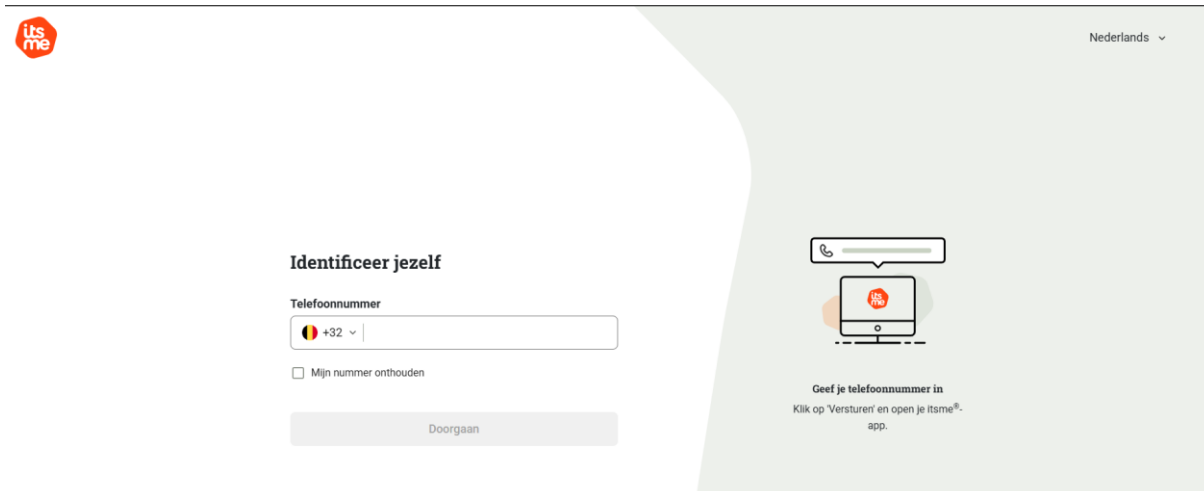 its
me
Nederlands
Identificeer jezelf
Telefoonnummer
+32
Mijn nummer onthouden
Doorgaan
its
me
Geef je telefoonnummer in
Klik op 'Versturen' en open je itsme®-
app.